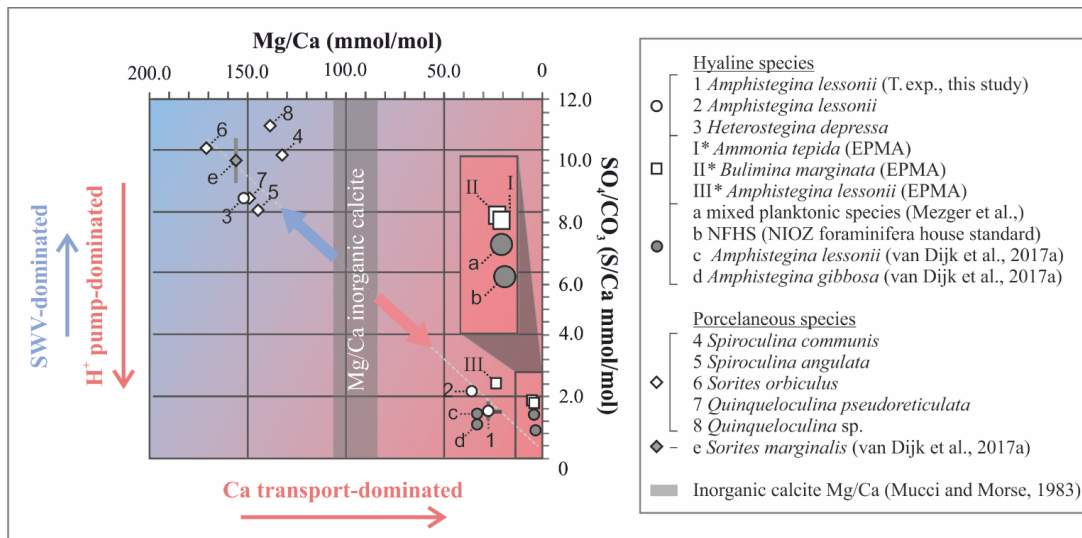 Mg/Ca (mmol/mol)
200.0 150.0 100.0 50.0 0
12.0
10.0
8.0
6.0
4.0
2.0
0
SO4/CO3 (S/Ca mmol/mol)
SWV-dominated
H+ pump-dominated
Ca transport-dominated
Mg/Ca inorganic calcite
8
6
4
e
7
5
3
II I
a
b
III
2
c
d
1
Hyaline species
1 Amphistegina lessonii (T. exp., this study)
2 Amphistegina lessonii
3 Heterostegina depressa
I* Ammonia tepida (EPMA)
II* Bulimina marginata (EPMA)
III* Amphistegina lessonii (EPMA)
a mixed planktonic species (Mezger et al.,)
b NFHS (NIOZ foraminifera house standard)
c Amphistegina lessonii (van Dijk et al., 2017a)
d Amphistegina gibbosa (van Dijk et al., 2017a)
Porcelaneous species
4 Spiroculina communis
5 Spiroculina angulata
6 Sorites orbiculus
7 Quinqueloculina pseudoreticulata
8 Quinqueloculina sp.
e Sorites marginalis (van Dijk et al., 2017a)
Inorganic calcite Mg/Ca (Mucci and Morse, 1983)